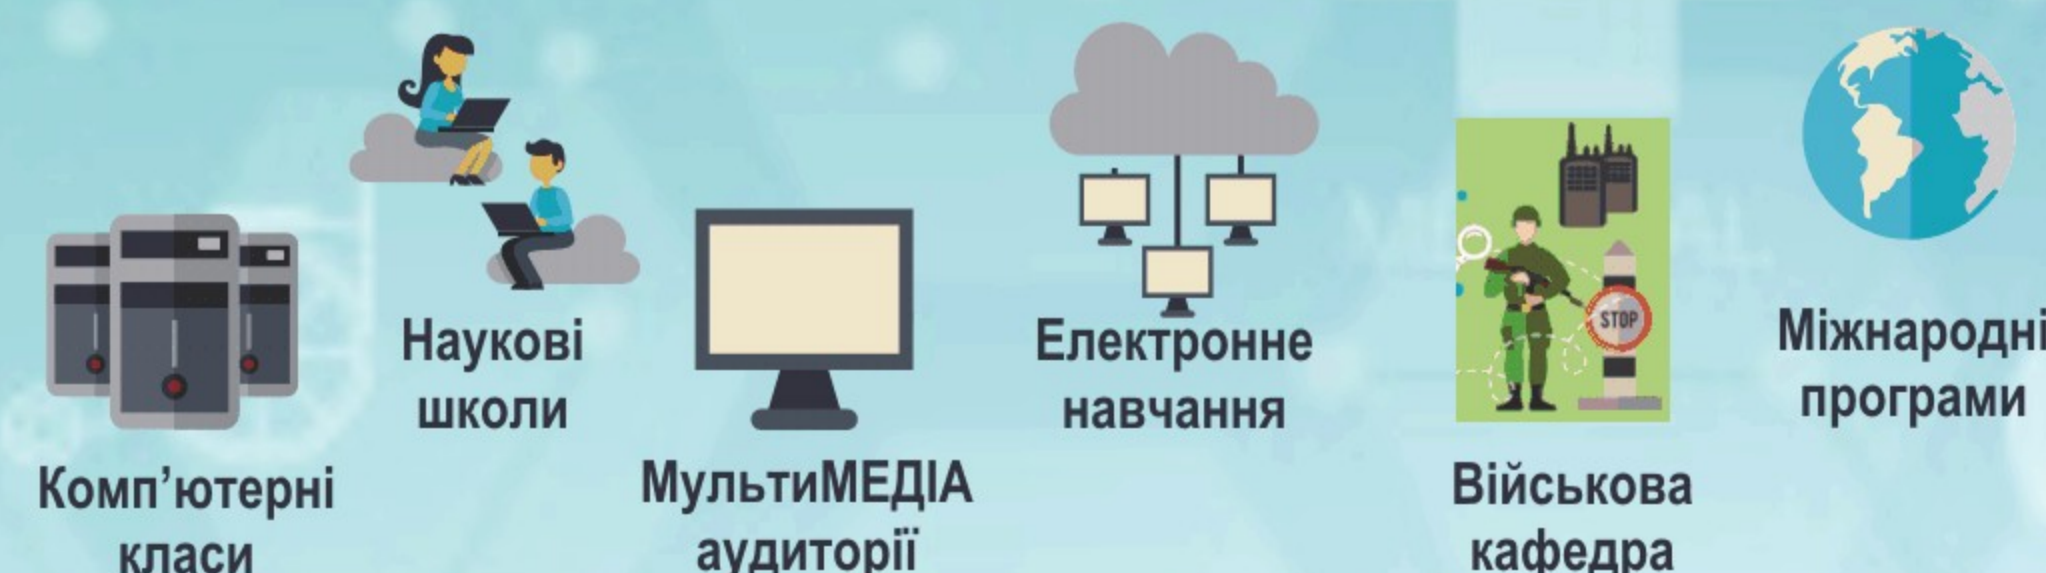 Комп’ютерні
класи
Наукові
школи
МультиМЕДІА
аудиторії
Електронне
навчання
STOP
Військова
кафедра
Міжнародні
програми